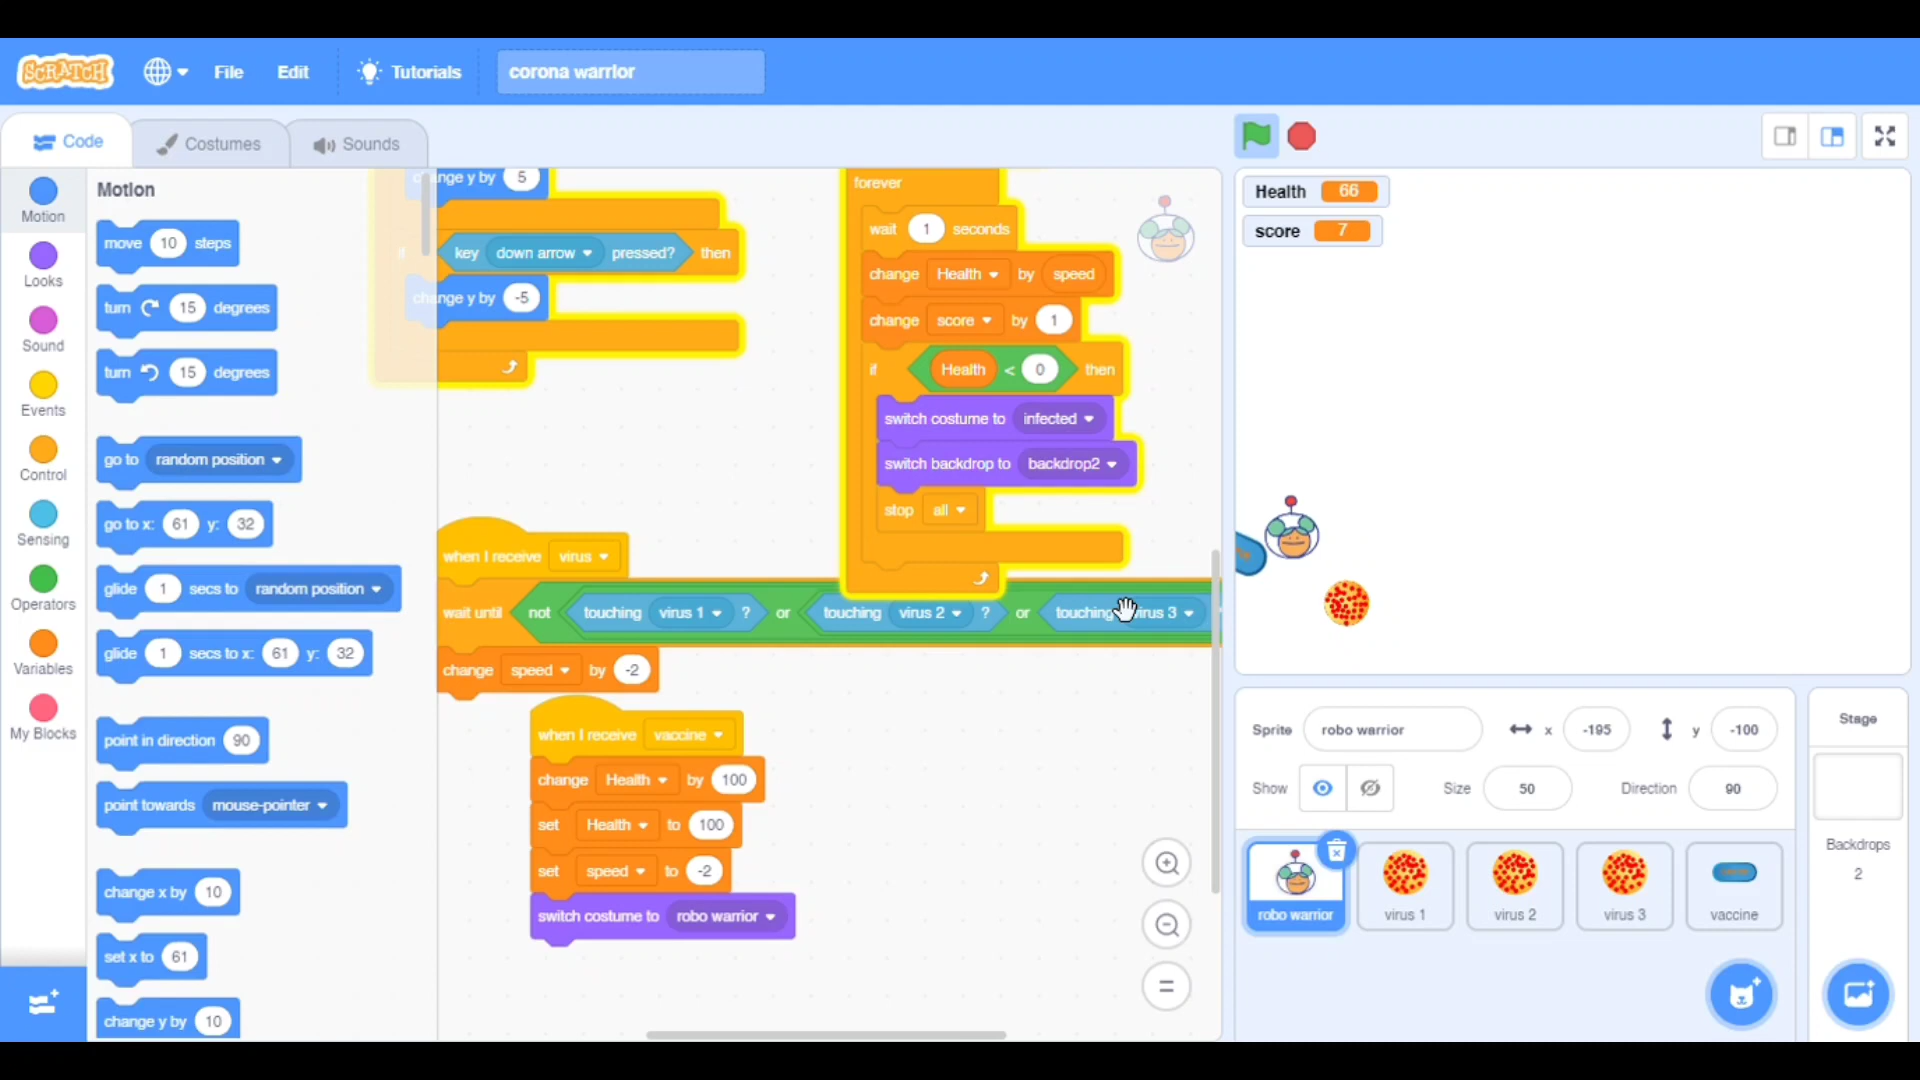 SCRATCH
File
Edit
Tutorials
corona warrior
Code
Costumes
Sounds
Motion
Looks
Sound
Events
Control
Sensing
Operators
Variables
My Blocks
Motion
move 10 steps
turn 15 degrees
turn 15 degrees
go to random position
go to x: 61 y: 32
glide 1 secs to random position
glide 1 secs to x: 61 y: 32
point in direction 90
point towards mouse-pointer
change x by 10
set x to 61
change y by 10
change y by 5
if key down arrow pressed? then
change y by -5
forever
wait 1 seconds
change Health by speed
change score by 1
if Health < 0 then
switch costume to infected
switch backdrop to backdrop2
stop all
when I receive virus
wait until not touching virus 1 ? or touching virus 2 ? or touching virus 3
change speed by -2
when I receive vaccine
change Health by 100
set Health to 100
set speed to -2
switch costume to robo warrior
Health 66
score 7
Sprite robo warrior x -195 y -100
Show Size 50 Direction 90
robo warrior
virus 1
virus 2
virus 3
vaccine
Stage
Backdrops
2